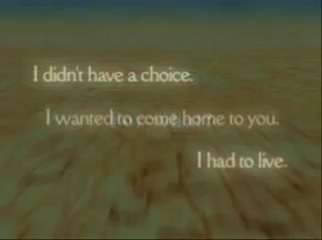 I didn't have a choice.
I wanted to come home to you.
I had to live.